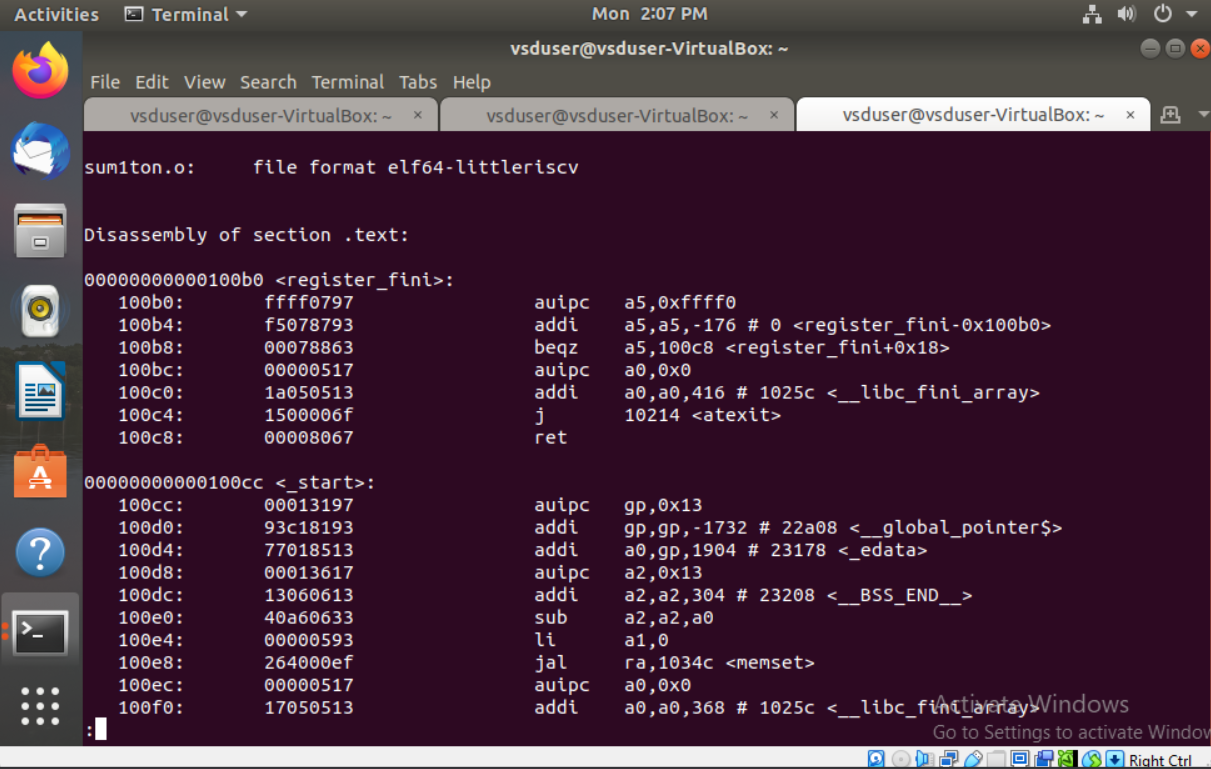 Activities Terminal Mon 2:07 PM
vsduser@vsduser-VirtualBox: ~
File Edit View Search Terminal Tabs Help
vsduser@vsduser-VirtualBox: ~ × vsduser@vsduser-VirtualBox: ~ × vsduser@vsduser-VirtualBox: ~ ×
sum1ton.o:     file format elf64-littleriscv
Disassembly of section .text:
00000000000100b0 <register_fini>:
100b0: ffff0797 auipc a5,0xffff0
100b4: f5078793 addi a5,a5,-176 # 0 <register_fini-0x100b0>
100b8: 00078863 beqz a5,100c8 <register_fini+0x18>
100bc: 00000517 auipc a0,0x0
100c0: 1a050513 addi a0,a0,416 # 1025c <__libc_fini_array>
100c4: 1500006f j 10214 <atexit>
100c8: 00008067 ret
00000000000100cc <_start>:
100cc: 00013197 auipc gp,0x13
100d0: 93c18193 addi gp,gp,-1732 # 22a08 <__global_pointer$>
100d4: 77018513 addi a0,gp,1904 # 23178 <_edata>
100d8: 00013617 auipc a2,0x13
100dc: 13060613 addi a2,a2,304 # 23208 <__BSS_END__>
100e0: 40a60633 sub a2,a2,a0
100e4: 00000593 li a1,0
100e8: 264000ef jal ra,1034c <memset>
100ec: 00000517 auipc a0,0x0
100f0: 17050513 addi a0,a0,368 # 1025c <__libc_fini_array>
:
Activate Windows
Go to Settings to activate Window
Right Ctrl